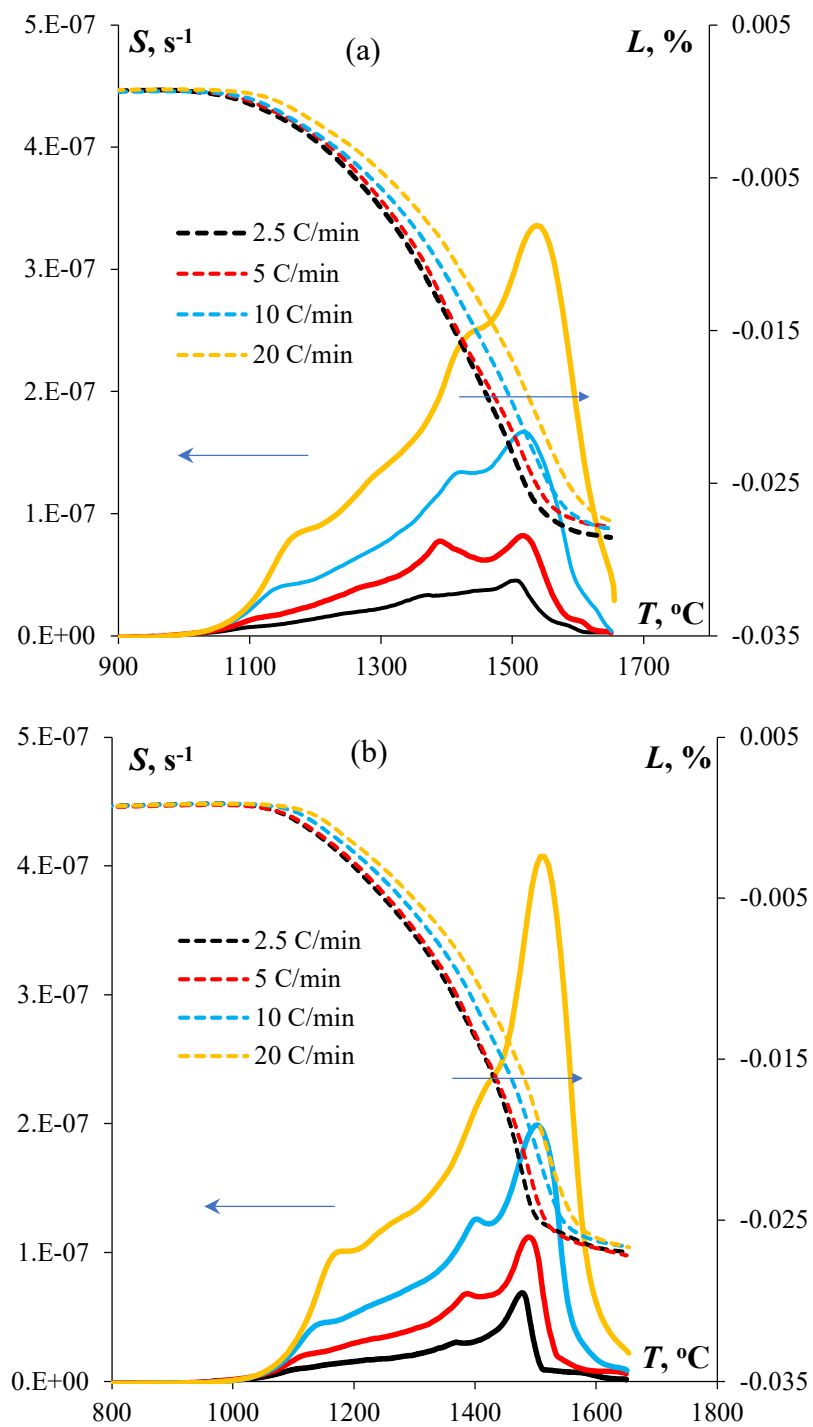 S, s-1 (a) L, %
5.E-07
4.E-07
3.E-07
2.E-07
1.E-07
0.E+00
0.005
-0.005
-0.015
-0.025
-0.035
2.5 C/min
5 C/min
10 C/min
20 C/min
T, oC
900 1100 1300 1500 1700
S, s-1 (b) L, %
5.E-07
4.E-07
3.E-07
2.E-07
1.E-07
0.E+00
0.005
-0.005
-0.015
-0.025
-0.035
2.5 C/min
5 C/min
10 C/min
20 C/min
T, oC
800 1000 1200 1400 1600 1800